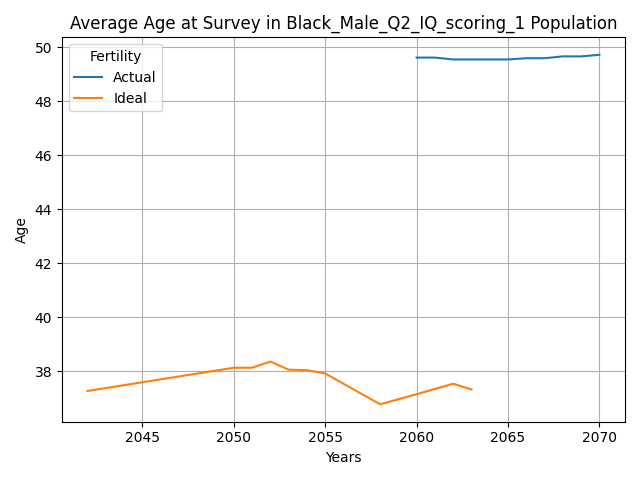 Average Age at Survey in Black_Male_Q2_IQ_scoring_1 Population
Fertility
Actual
Ideal
50
48
46
44
42
40
38
Age
2045 2050 2055 2060 2065 2070
Years